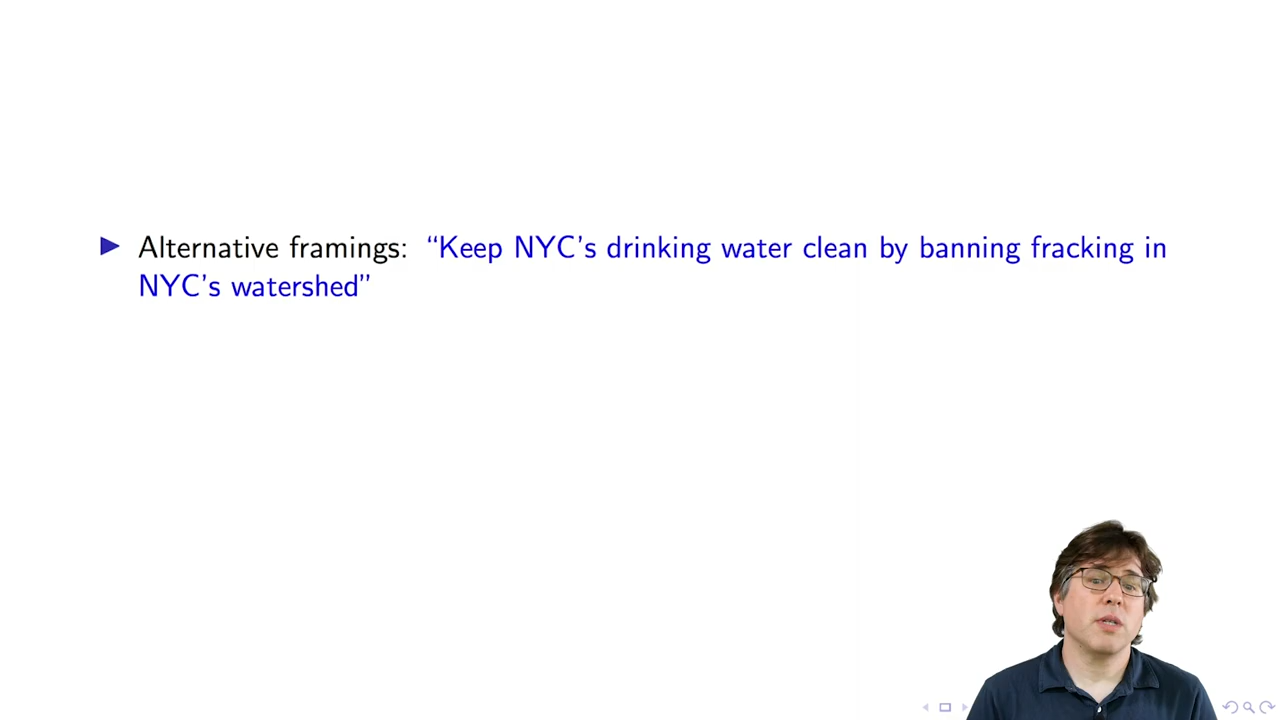 Alternative framings: “Keep NYC’s drinking water clean by banning fracking in
NYC’s watershed”